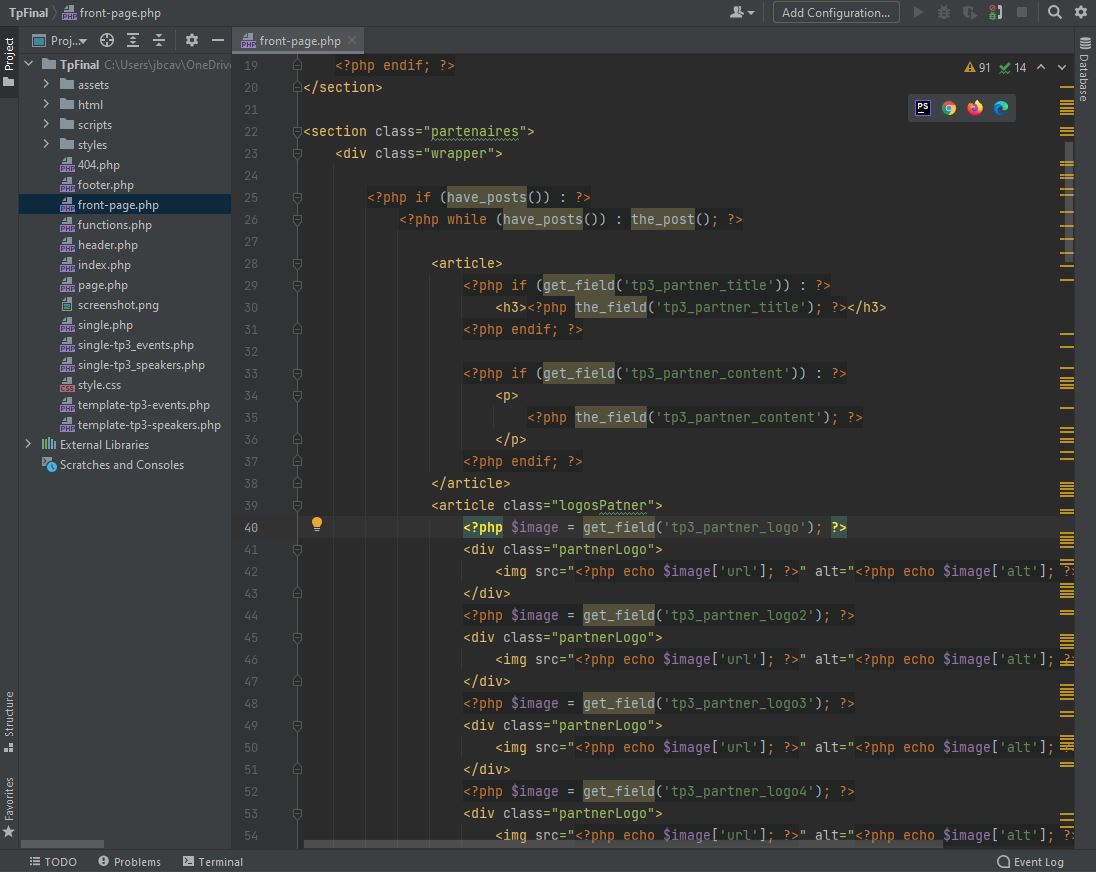 TpFinal front-page.php
Add Configuration...
Project
Proj...
front-page.php
TpFinal C:\Users\jbcav\OneDrive
assets
html
scripts
styles
404.php
footer.php
front-page.php
functions.php
header.php
index.php
page.php
screenshot.png
single.php
single-tp3_events.php
single-tp3_speakers.php
style.css
template-tp3-events.php
template-tp3-speakers.php
External Libraries
Scratches and Consoles
91 14
Database
19 <?php endif; ?>
20 </section>
21
22 <section class="partenaires">
23 <div class="wrapper">
24
25 <?php if (have_posts()) : ?>
26 <?php while (have_posts()) : the_post(); ?>
27
28 <article>
29 <?php if (get_field('tp3_partner_title')) : ?>
30 <h3><?php the_field('tp3_partner_title'); ?></h3>
31 <?php endif; ?>
32
33 <?php if (get_field('tp3_partner_content')) : ?>
34 <p>
35 <?php the_field('tp3_partner_content'); ?>
36 </p>
37 <?php endif; ?>
38 </article>
39 <article class="logosPatner">
40 <?php $image = get_field('tp3_partner_logo'); ?>
41 <div class="partnerLogo">
42 <img src="<?php echo $image['url']; ?>" alt="<?php echo $image['alt']; ?>
43 </div>
44 <?php $image = get_field('tp3_partner_logo2'); ?>
45 <div class="partnerLogo">
46 <img src="<?php echo $image['url']; ?>" alt="<?php echo $image['alt']; ?>
47 </div>
48 <?php $image = get_field('tp3_partner_logo3'); ?>
49 <div class="partnerLogo">
50 <img src="<?php echo $image['url']; ?>" alt="<?php echo $image['alt']; ?>
51 </div>
52 <?php $image = get_field('tp3_partner_logo4'); ?>
53 <div class="partnerLogo">
54 <img src="<?php echo $image['url']; ?>" alt="<?php echo $image['alt']; ?>
Structure
Favorites
TODO
Problems
Terminal
Event Log